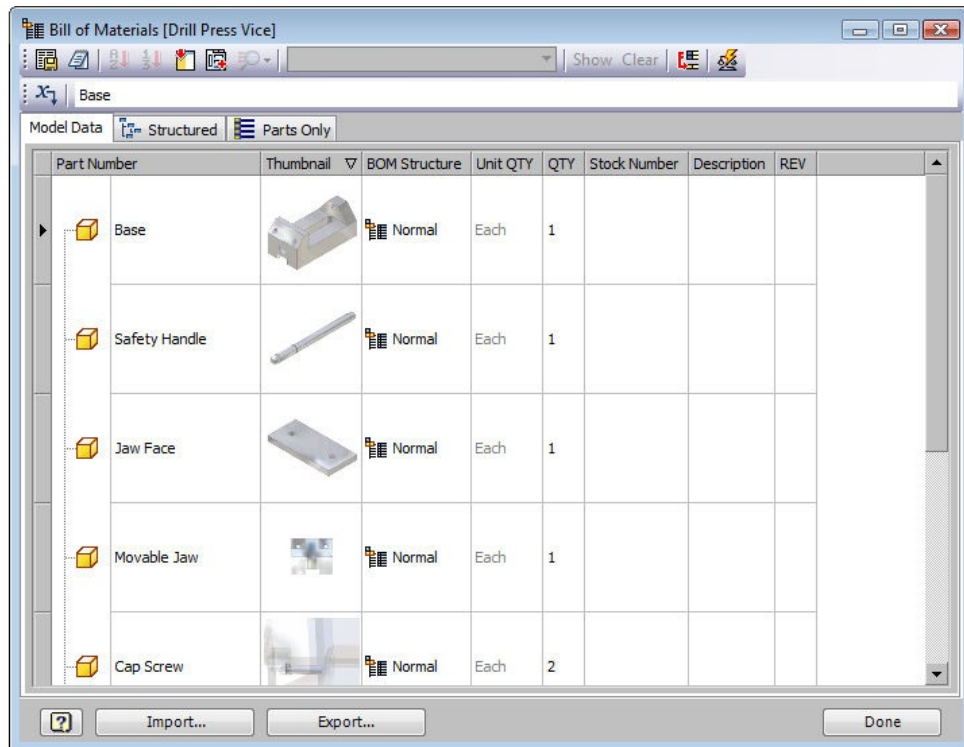 Bill of Materials [Drill Press Vice]
Show Clear
Base
Model Data Structured Parts Only
Part Number Thumbnail BOM Structure Unit QTY QTY Stock Number Description REV
Base Normal Each 1
Safety Handle Normal Each 1
Jaw Face Normal Each 1
Movable Jaw Normal Each 1
Cap Screw Normal Each 2
? Import... Export... Done